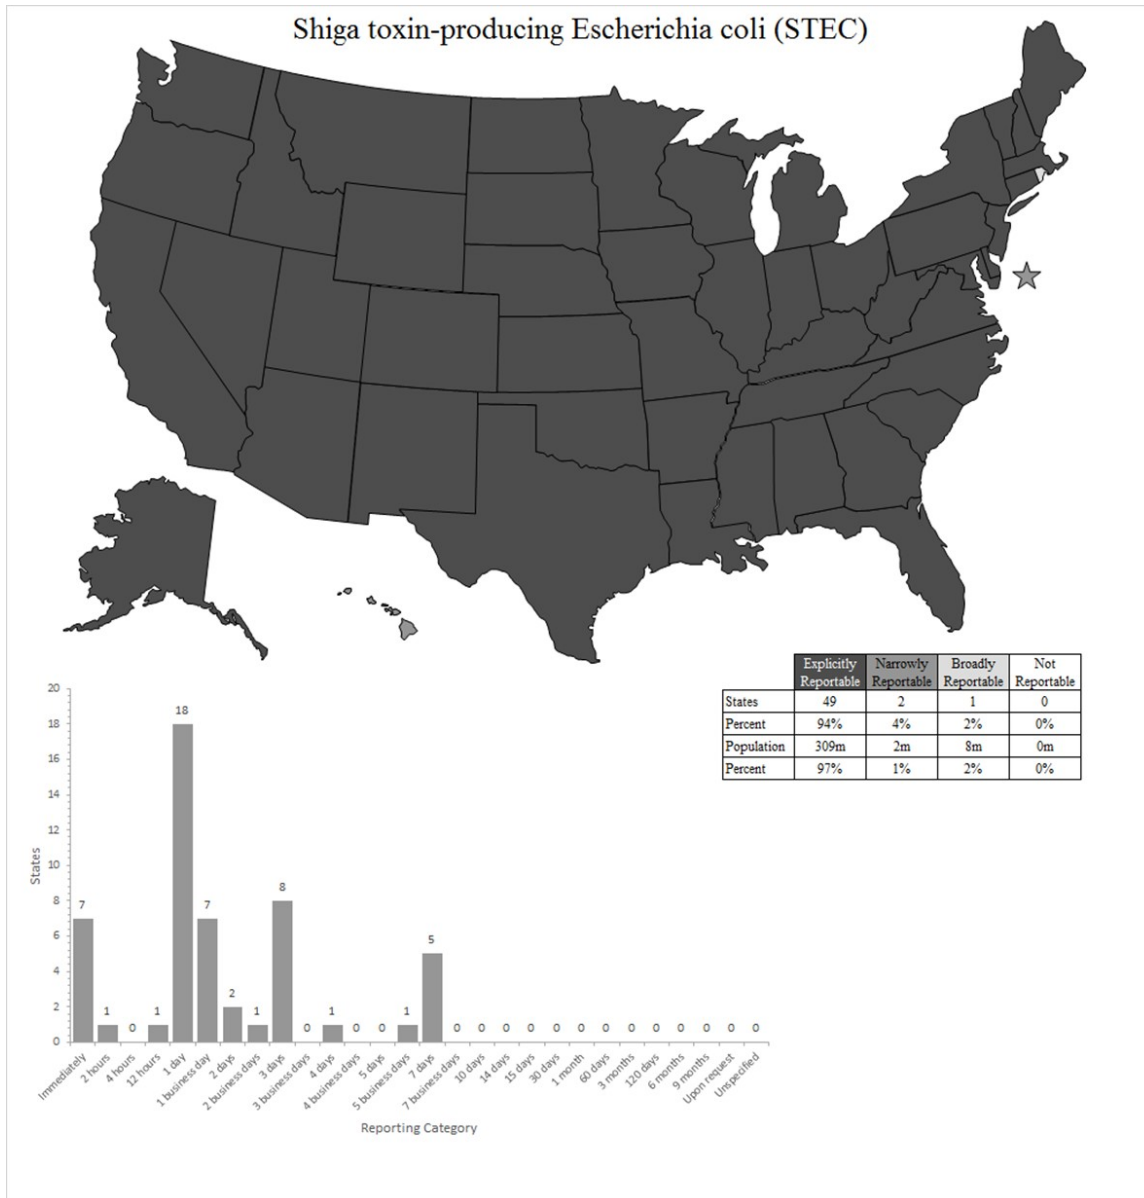 Shiga toxin-producing Escherichia coli (STEC)
Explicitly Reportable Narrowly Reportable Broadly Reportable Not Reportable
States 49 2 1 0
Percent 94% 4% 2% 0%
Population 309m 2m 8m 0m
Percent 97% 1% 2% 0%
20
18
16
14
12
10
8
6
4
2
0
States
7 1 0 1 18 7 2 1 8 0 1 0 0 1 5 0 0 0 0 0 0 0 0 0 0 0 0 0
Immediately
2 hours
4 hours
12 hours
1 day
1 business day
2 days
2 business days
3 days
3 business days
4 days
4 business days
5 days
5 business days
7 days
7 business days
10 days
14 days
15 days
30 days
1 month
60 days
3 months
120 days
6 months
9 months
Upon request
Unspecified
Reporting Category